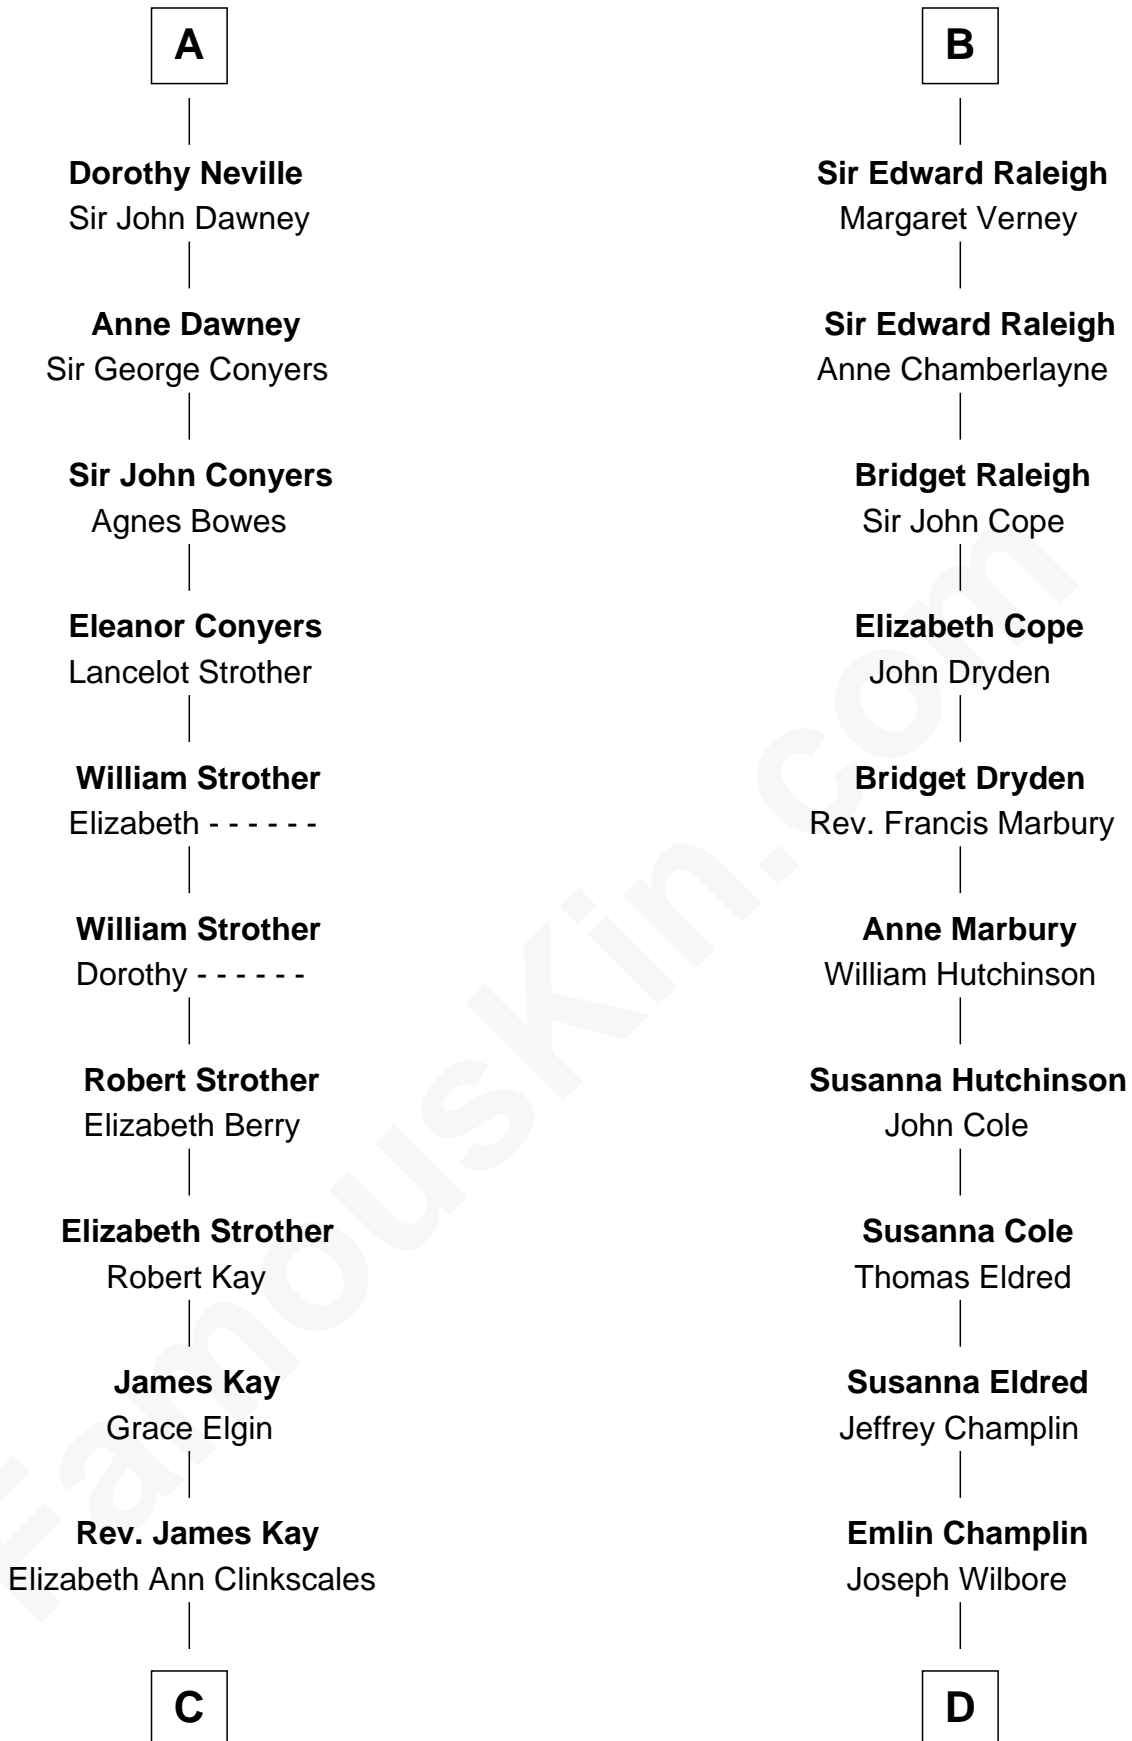 A
Dorothy Neville
Sir John Dawney
Anne Dawney
Sir George Conyers
Sir John Conyers
Agnes Bowes
Eleanor Conyers
Lancelot Strother
William Strother
Elizabeth - - - - - -
William Strother
Dorothy - - - - - -
Robert Strother
Elizabeth Berry
Elizabeth Strother
Robert Kay
James Kay
Grace Elgin
Rev. James Kay
Elizabeth Ann Clinkscales
C
B
Sir Edward Raleigh
Margaret Verney
Sir Edward Raleigh
Anne Chamberlayne
Bridget Raleigh
Sir John Cope
Elizabeth Cope
John Dryden
Bridget Dryden
Rev. Francis Marbury
Anne Marbury
William Hutchinson
Susanna Hutchinson
John Cole
Susanna Cole
Thomas Eldred
Susanna Eldred
Jeffrey Champlin
Emlin Champlin
Joseph Wilbore
D
FamousKin.com